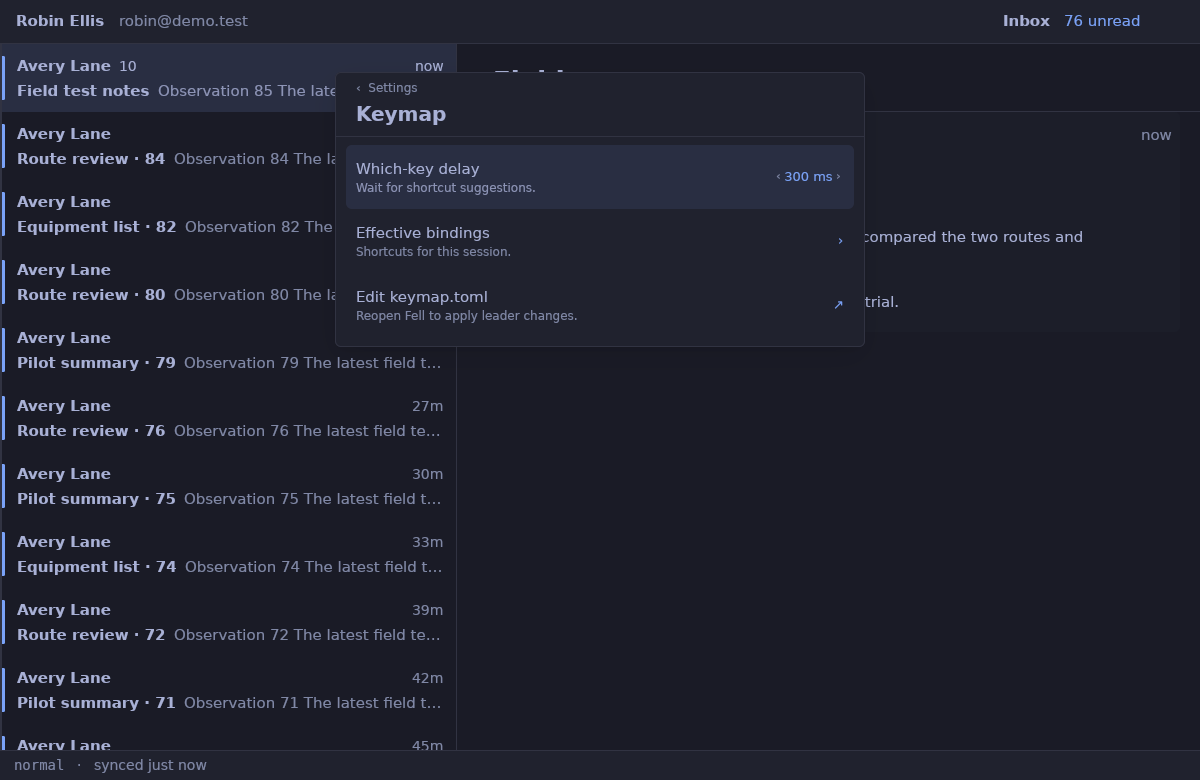 Robin Ellis robin@demo.test Inbox 76 unread
Avery Lane 10 now
Field test notes Observation 85 The late
Avery Lane
Route review · 84 Observation 84 The la
Avery Lane
Equipment list · 82 Observation 82 The
Avery Lane
Route review · 80 Observation 80 The la
Avery Lane
Pilot summary · 79 Observation 79 The latest field t…
Avery Lane 27m
Route review · 76 Observation 76 The latest field te…
Avery Lane 30m
Pilot summary · 75 Observation 75 The latest field t…
Avery Lane 33m
Equipment list · 74 Observation 74 The latest field t…
Avery Lane 39m
Route review · 72 Observation 72 The latest field te…
Avery Lane 42m
Pilot summary · 71 Observation 71 The latest field t…
Avery Lane 45m
‹ Settings
Keymap
Which-key delay
Wait for shortcut suggestions.
‹ 300 ms ›
Effective bindings ›
Shortcuts for this session.
Edit keymap.toml ↗
Reopen Fell to apply leader changes.
now
compared the two routes and
trial.
normal · synced just now